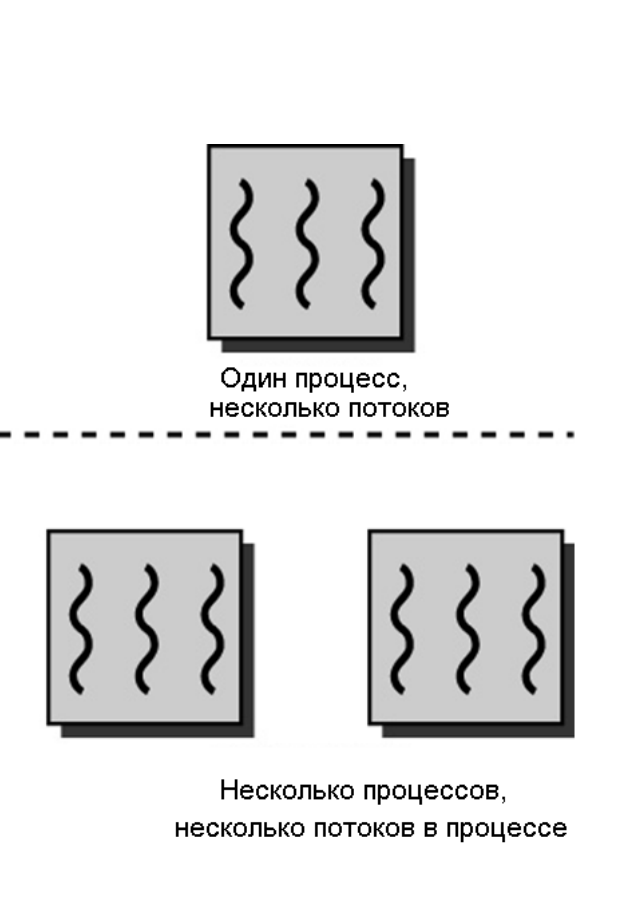 Один процесс,
несколько потоков
Несколько процессов,
несколько потоков в процессе